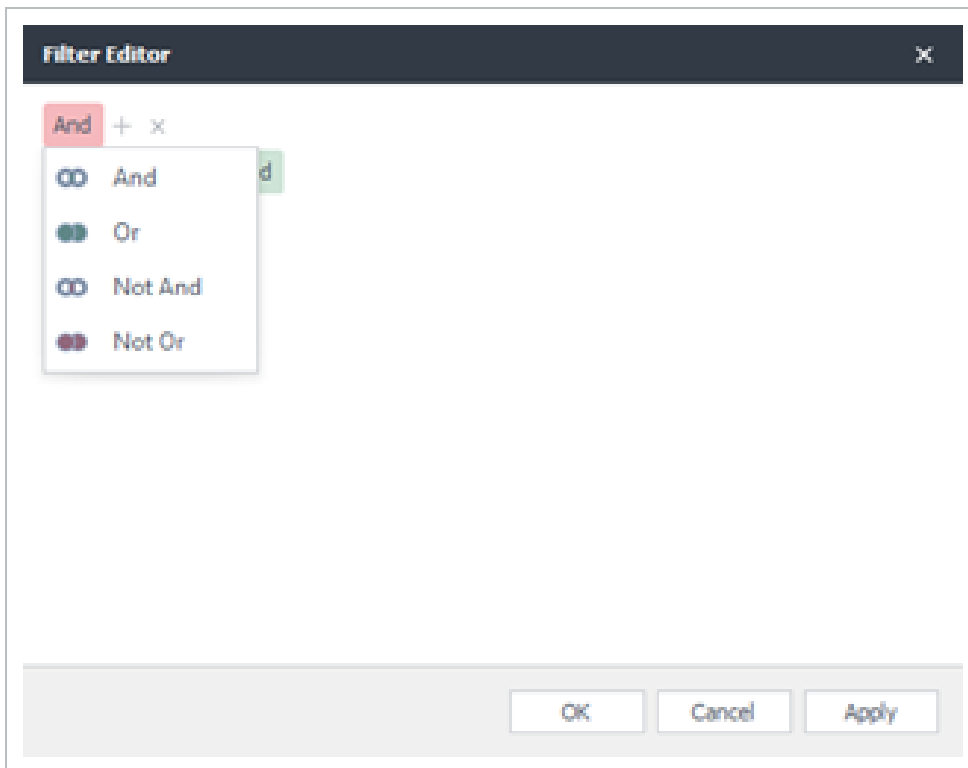 Filter Editor
And
And
d
Or
Not And
Not Or
OK Cancel Apply